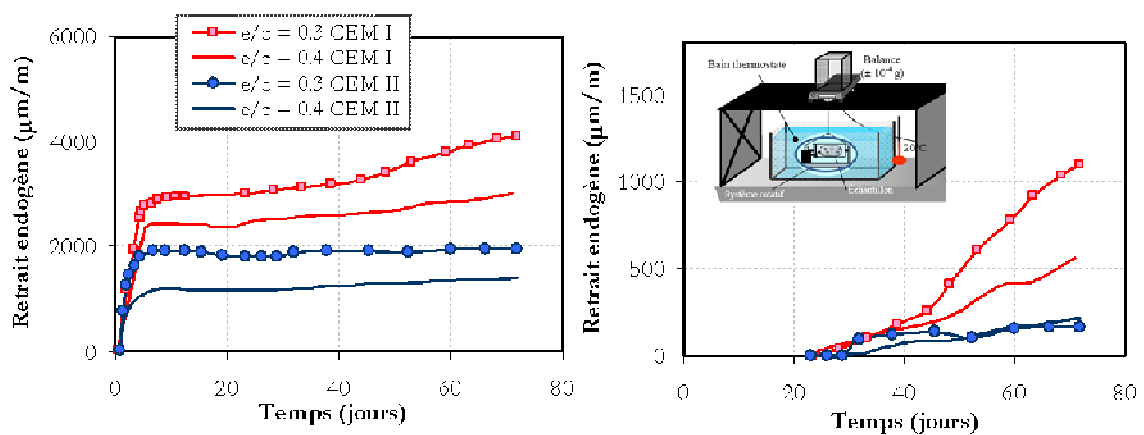 6000
4000
2000
0
0
20
40
60
80
Retrait endogène (μm/m)
Temps (jours)
e/c = 0.3 CEM I
e/c = 0.4 CEM I
e/c = 0.3 CEM II
e/c = 0.4 CEM II
1500
1000
500
0
0
20
40
60
80
Retrait endogène (μm/m)
Temps (jours)
Bain thermostaté
Balance
20°C
Echantillon
Système rotatif